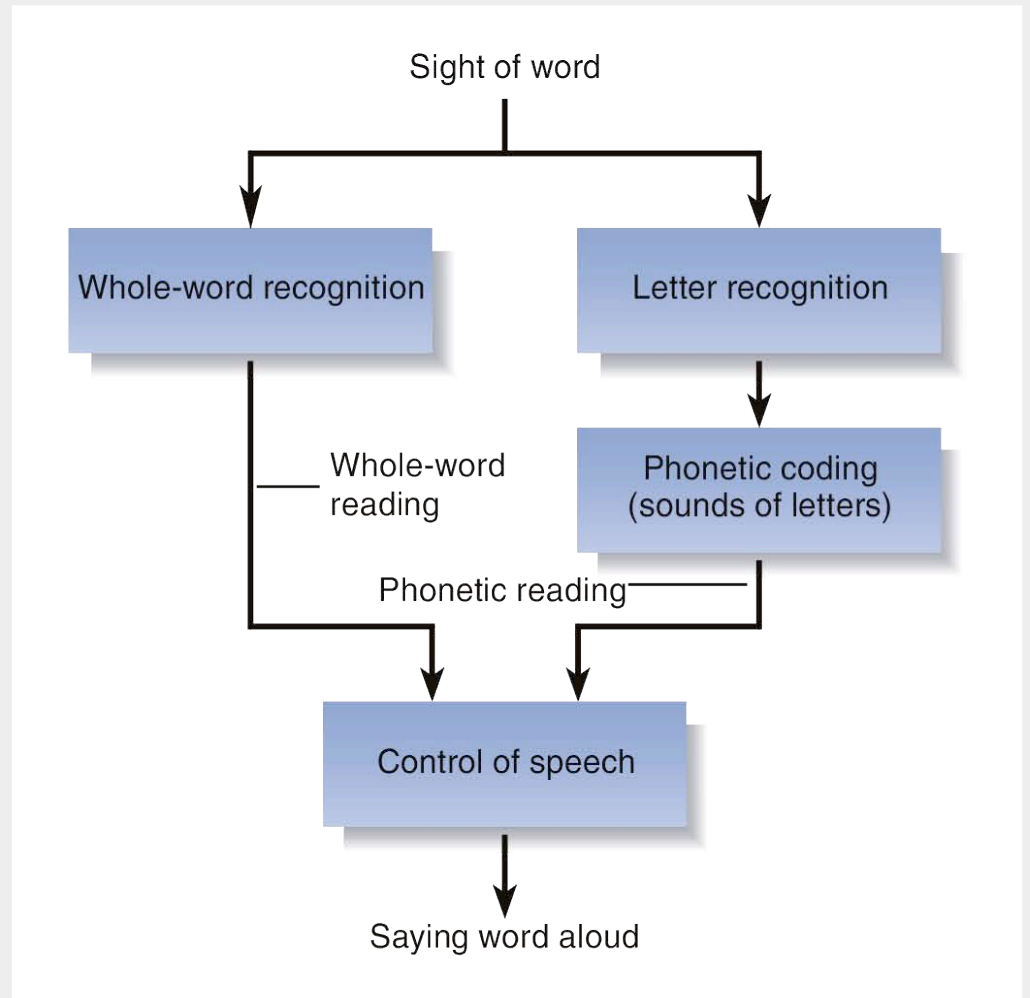 Sight of word
Whole-word recognition
Letter recognition
Phonetic coding
(sounds of letters)
Whole-word
reading
Phonetic reading
Control of speech
Saying word aloud